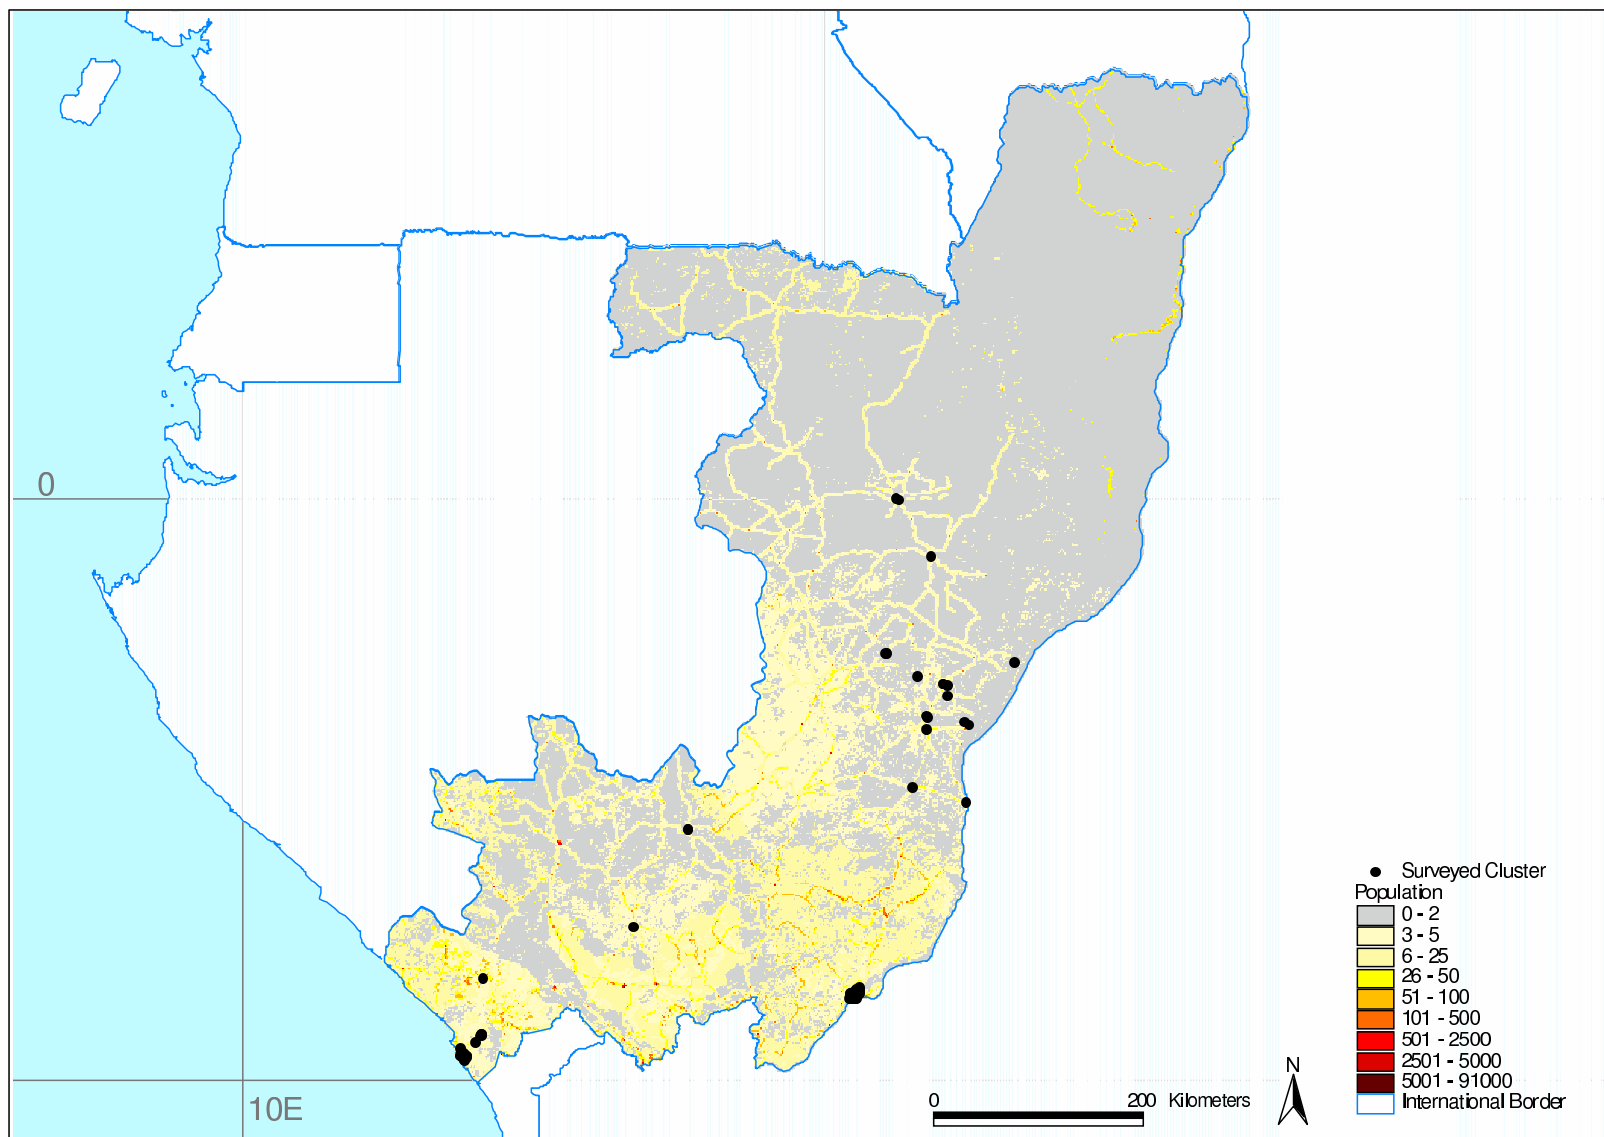 0
10E
Surveyed Cluster
Population
0 - 2
3 - 5
6 - 25
26 - 50
51 - 100
101 - 500
501 - 2500
2501 - 5000
5001 - 91000
International Border
0 200 Kilometers
N